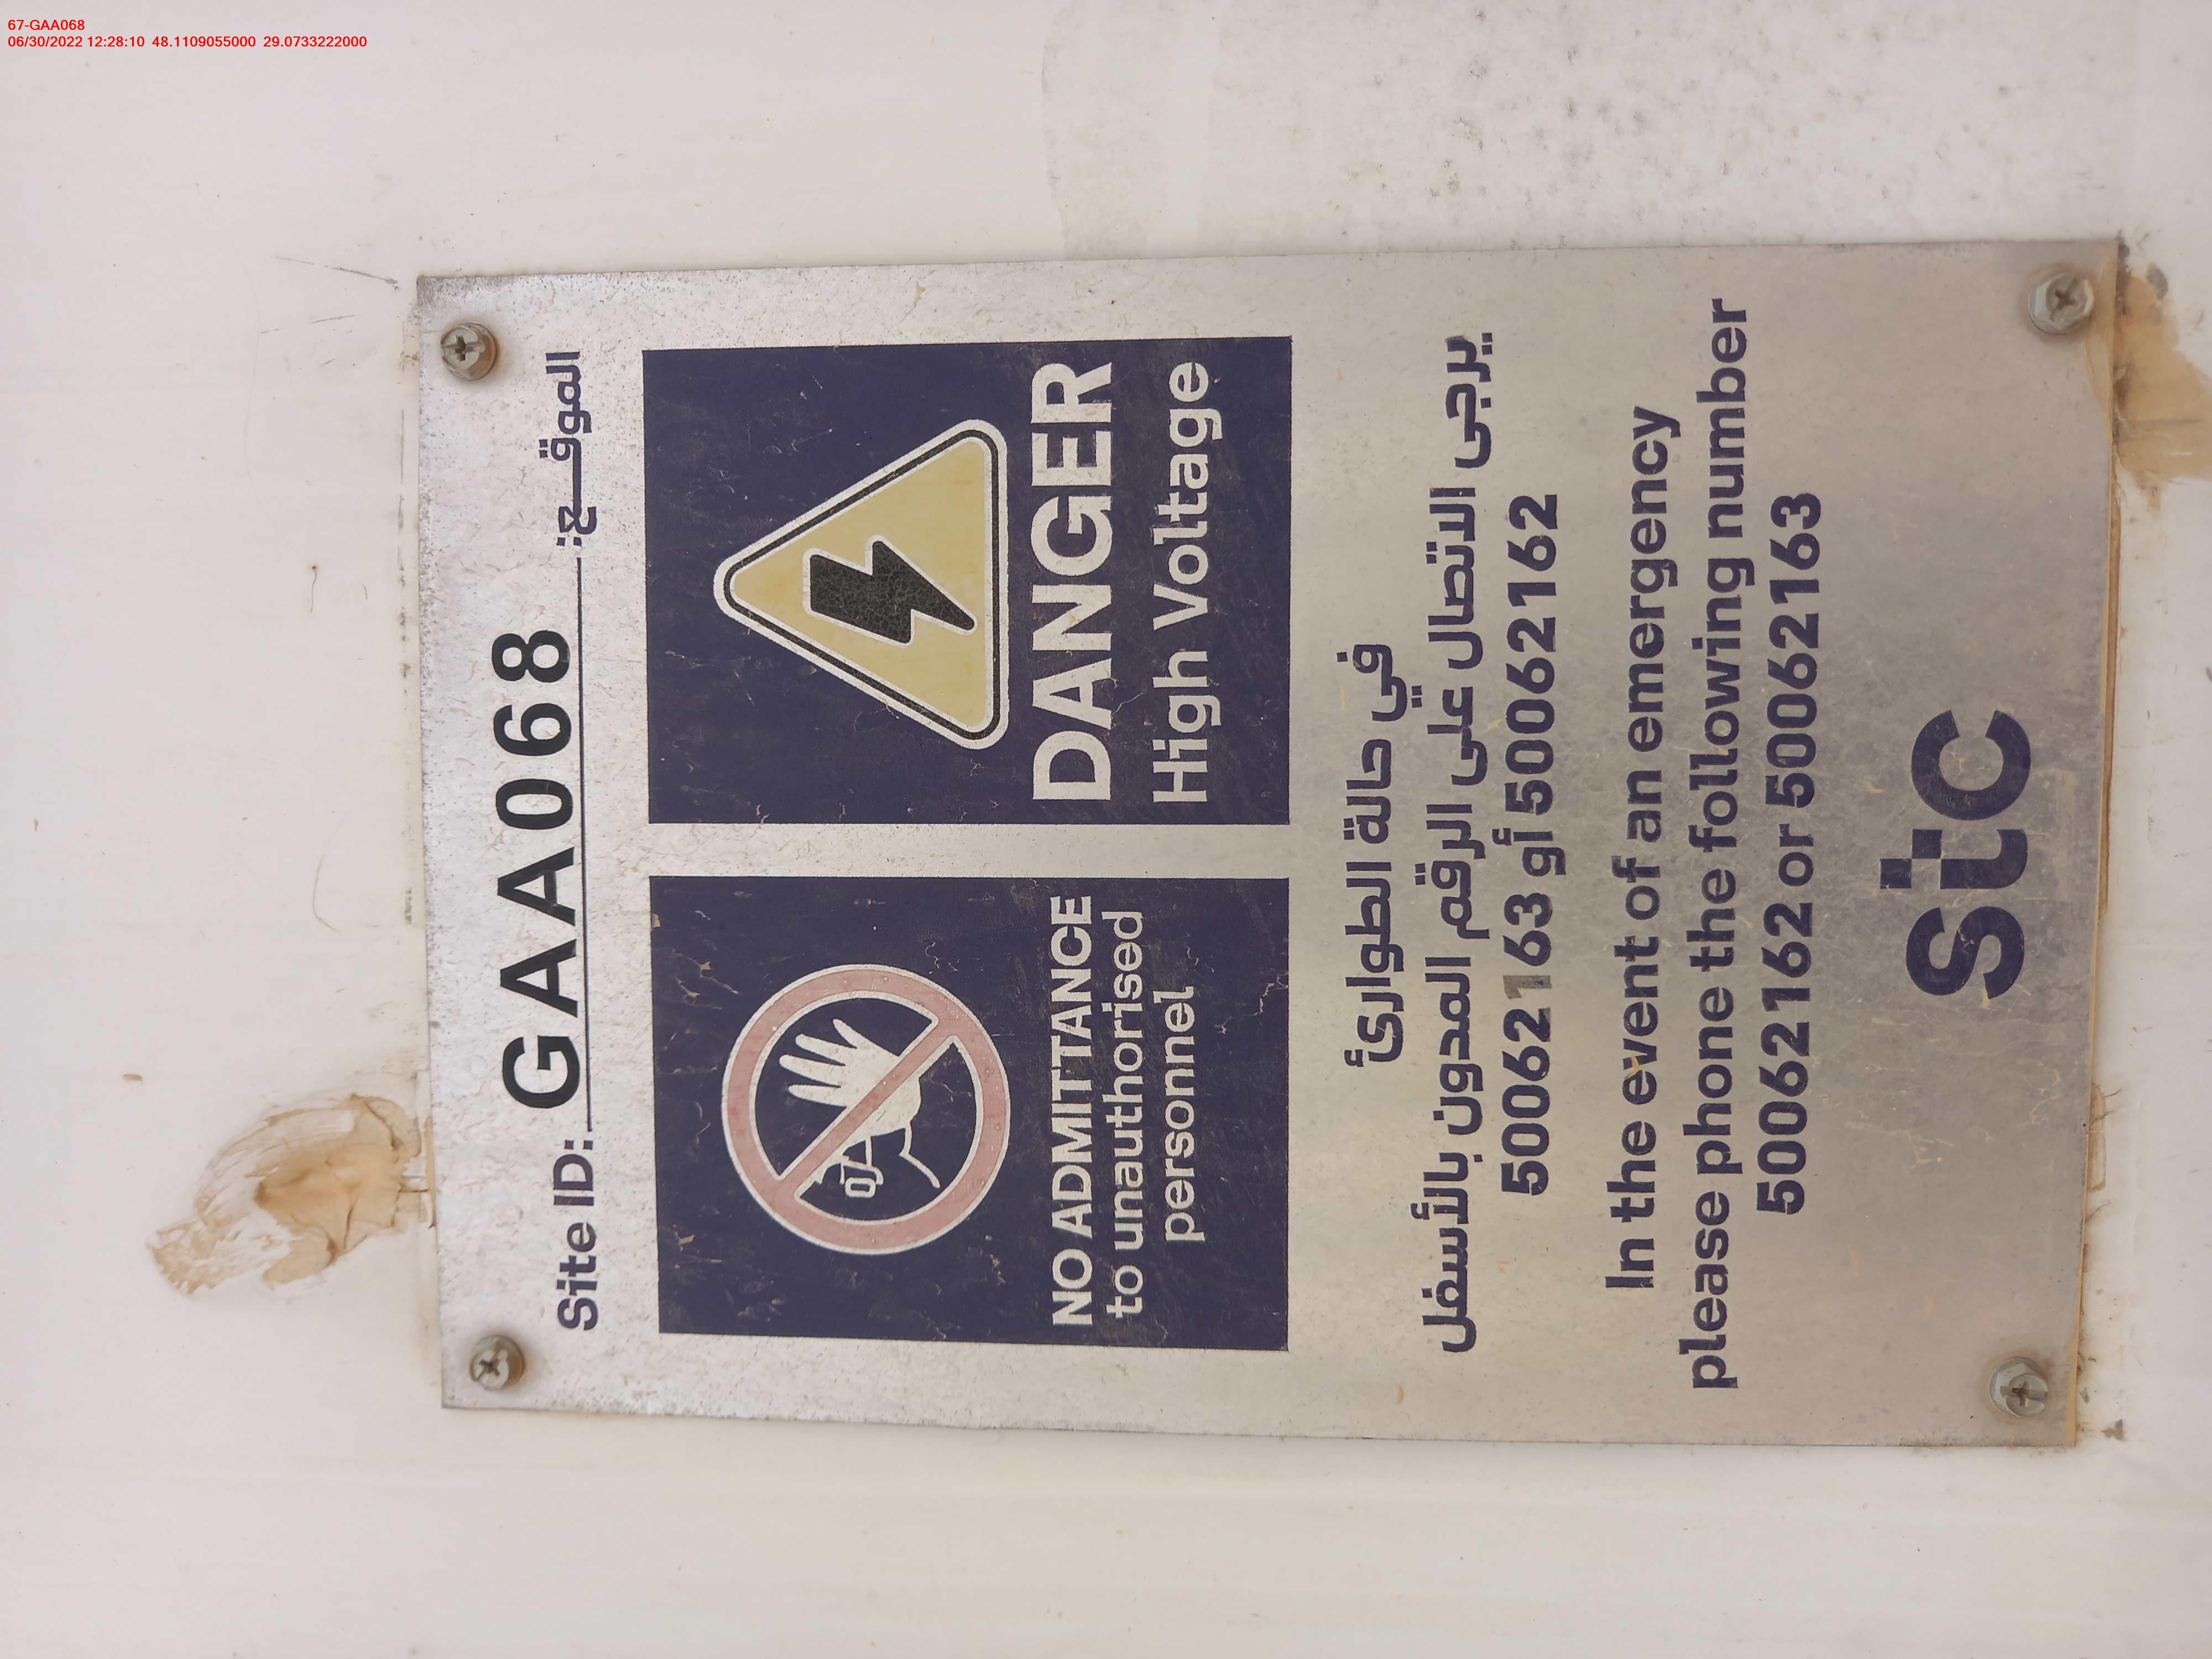 67-GAA068
06/30/2022 12:28:10 48.1109055000 29.0733222000
Site ID: GAA068 الموقـــع:
NO ADMITTANCE
to unauthorised
personnel
DANGER
High Voltage
في حالة الطوارئ
يرجى الاتصال على الرقم المدون بالأسفل
50062163 أو 50062162
In the event of an emergency
please phone the following number
50062162 or 50062163
stc